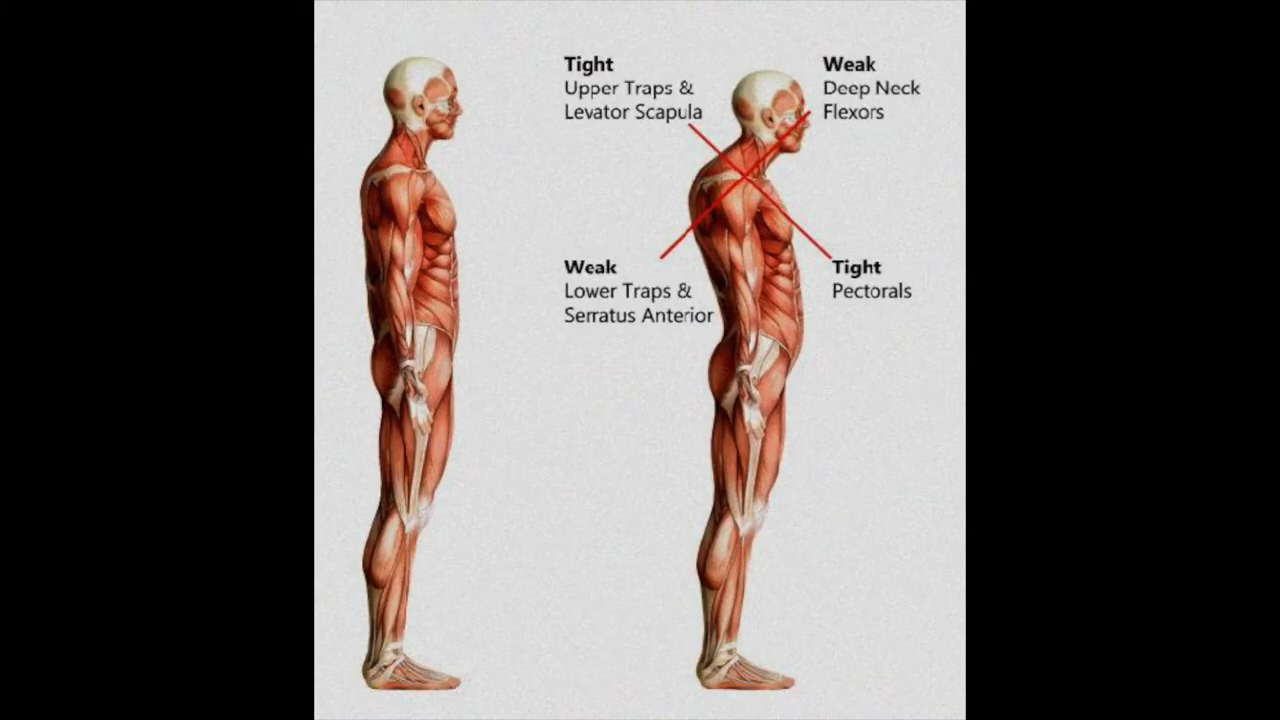 Tight
Upper Traps &
Levator Scapula
Weak
Deep Neck
Flexors
Weak
Lower Traps &
Serratus Anterior
Tight
Pectorals